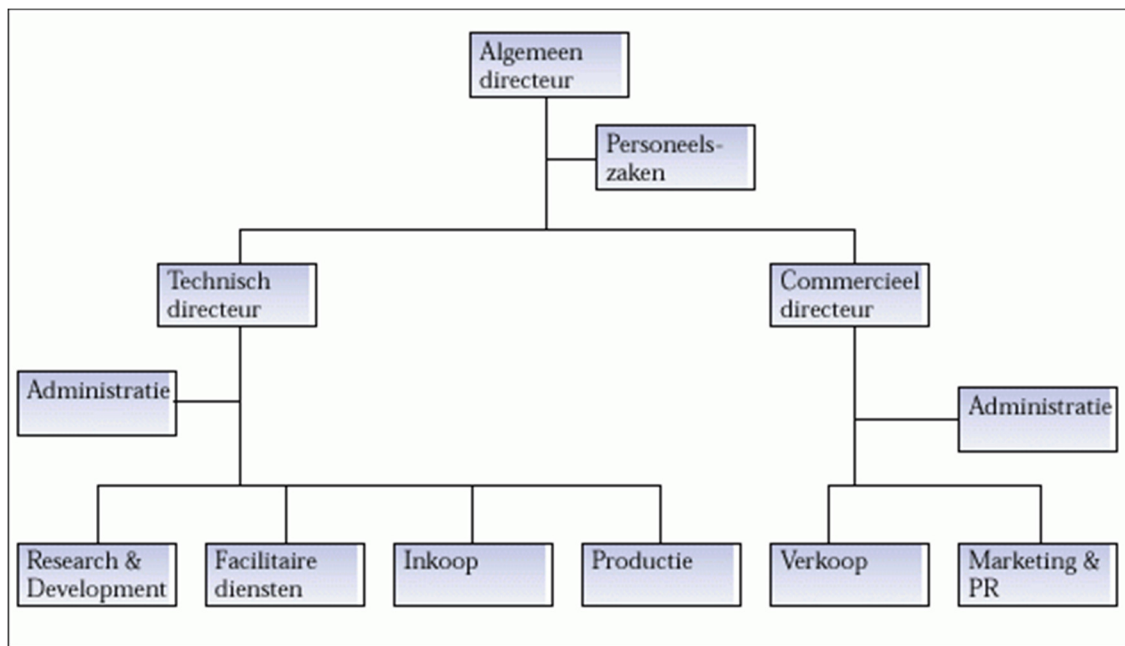 Algemeen
directeur
Personeels-
zaken
Technisch
directeur
Commercieel
directeur
Administratie
Administratie
Research &
Development
Facilitaire
diensten
Inkoop
Productie
Verkoop
Marketing &
PR